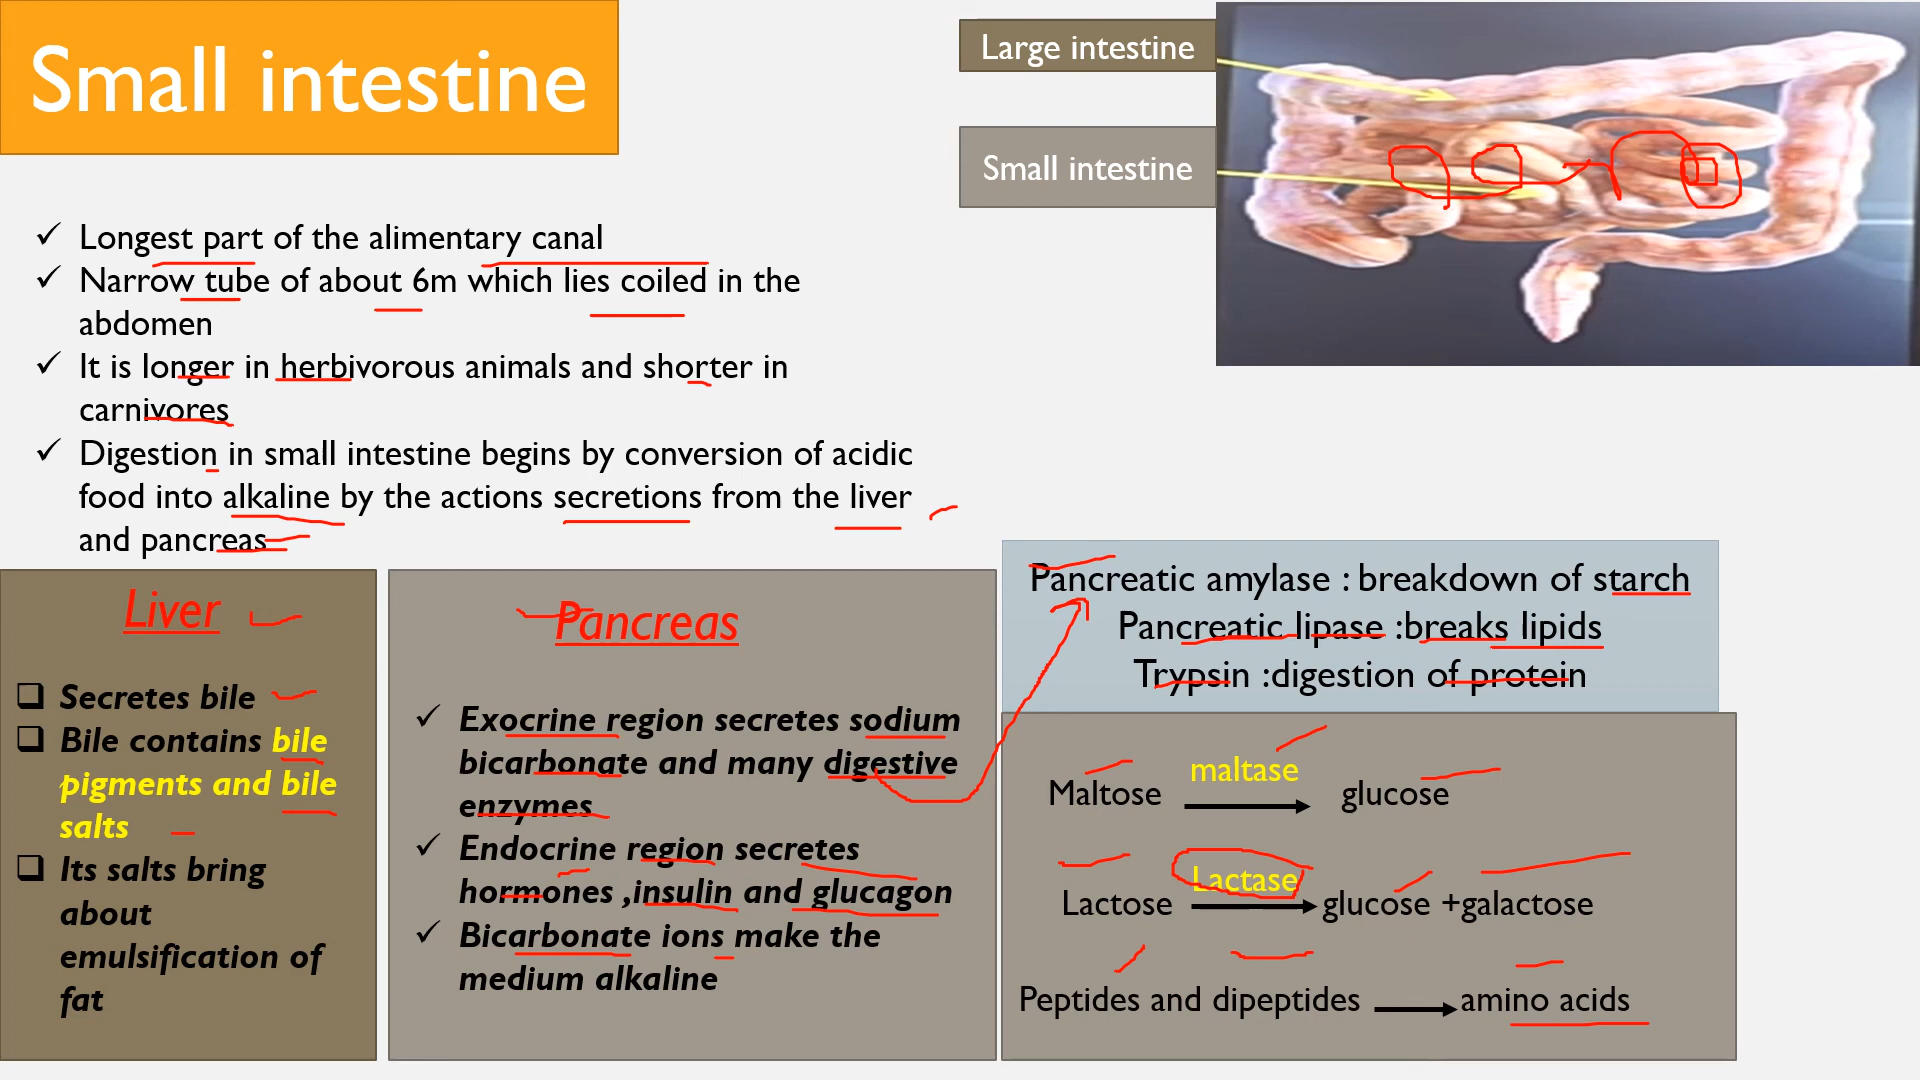 Small intestine
Large intestine
Small intestine
✓ Longest part of the alimentary canal
✓ Narrow tube of about 6m which lies coiled in the
abdomen
✓ It is longer in herbivorous animals and shorter in
carnivores
✓ Digestion in small intestine begins by conversion of acidic
food into alkaline by the actions secretions from the liver
and pancreas
Liver
❑ Secretes bile
❑ Bile contains bile
pigments and bile
salts
❑ Its salts bring
about
emulsification of
fat
Pancreas
✓ Exocrine region secretes sodium
bicarbonate and many digestive
enzymes
✓ Endocrine region secretes
hormones ,insulin and glucagon
✓ Bicarbonate ions make the
medium alkaline
Pancreatic amylase : breakdown of starch
Pancreatic lipase :breaks lipids
Trypsin :digestion of protein
maltase
Maltose glucose
Lactase
Lactose glucose +galactose
Peptides and dipeptides amino acids